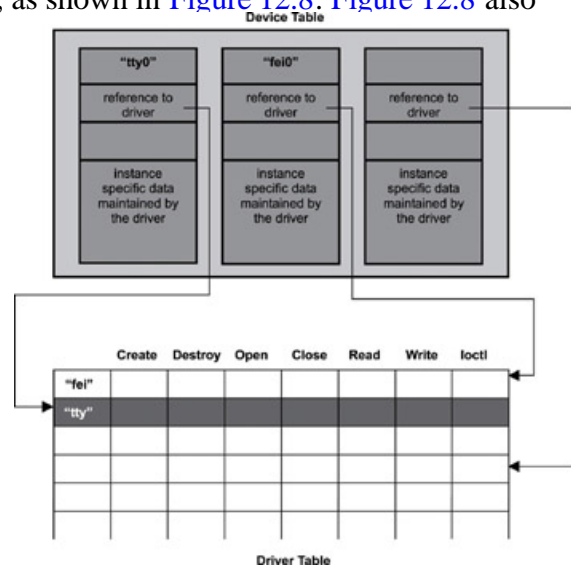 , as shown in Figure 12.8. Figure 12.8 also
Device Table
"tty0" "fei0"
reference to driver reference to driver reference to driver
instance specific data maintained by the driver instance specific data maintained by the driver instance specific data maintained by the driver
Create Destroy Open Close Read Write Ioctl
"fei"
"tty"
Driver Table